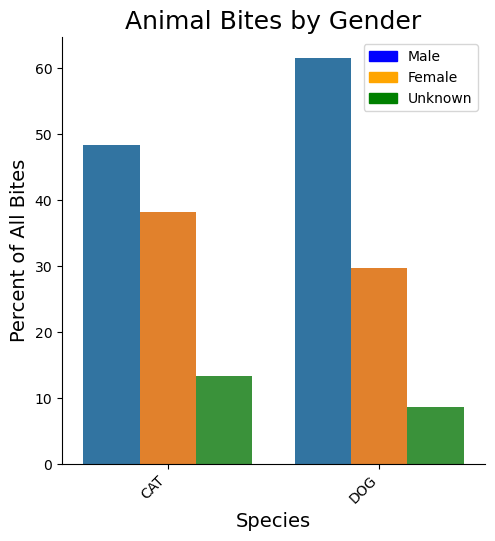 Animal Bites by Gender
Male
Female
Unknown
Percent of All Bites
60
50
40
30
20
10
0
CAT
DOG
Species